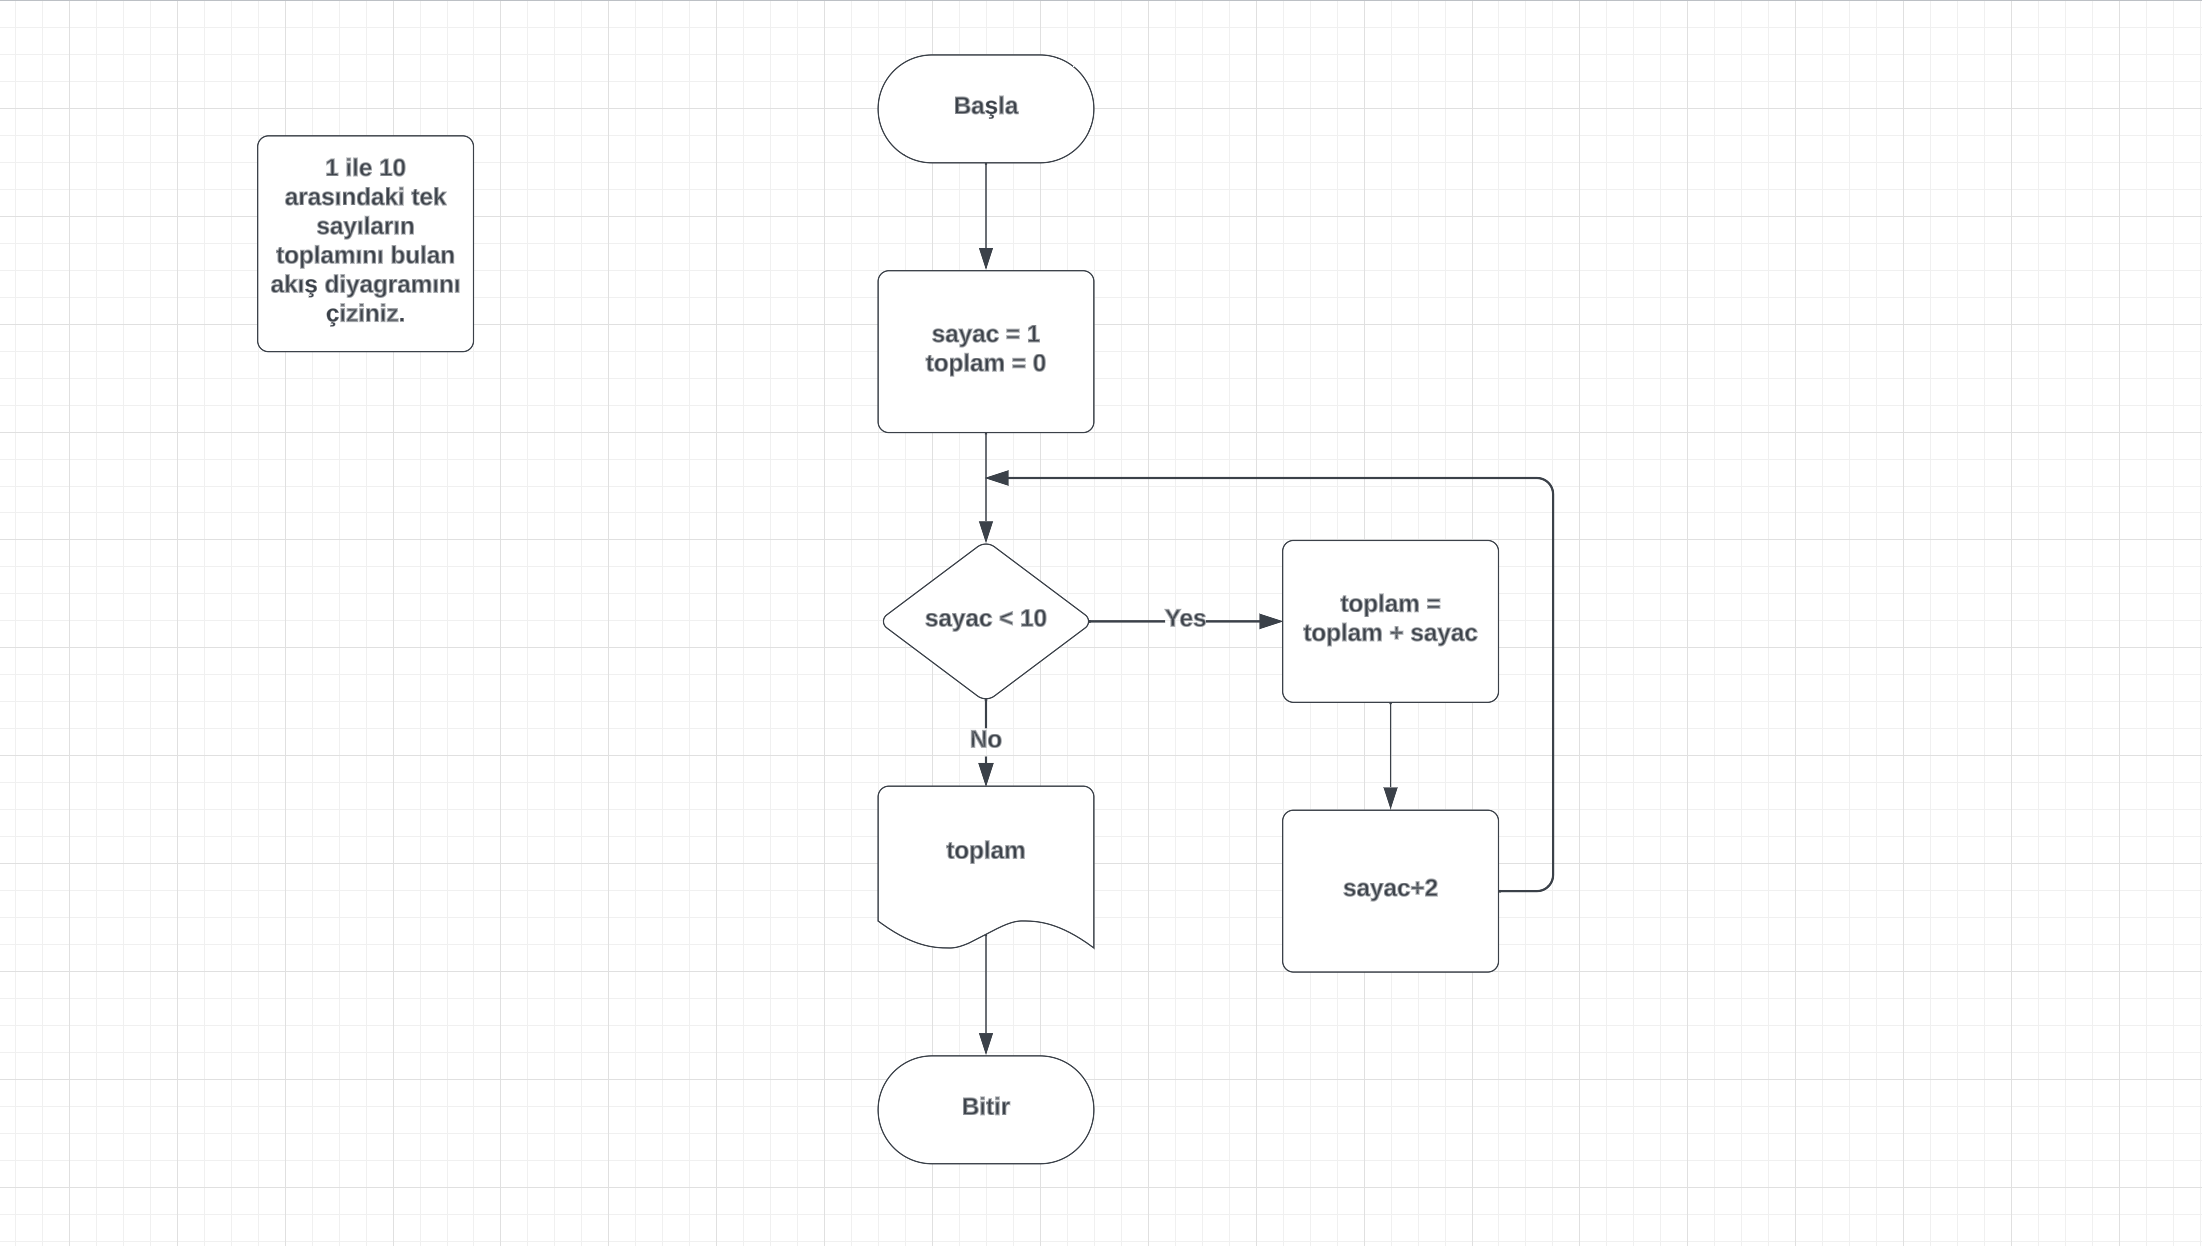 1 ile 10
arasındaki tek
sayıların
toplamını bulan
akış diyagramını
çiziniz.
Başla
sayac = 1
toplam = 0
sayac < 10
Yes
toplam =
toplam + sayac
No
toplam
sayac+2
Bitir